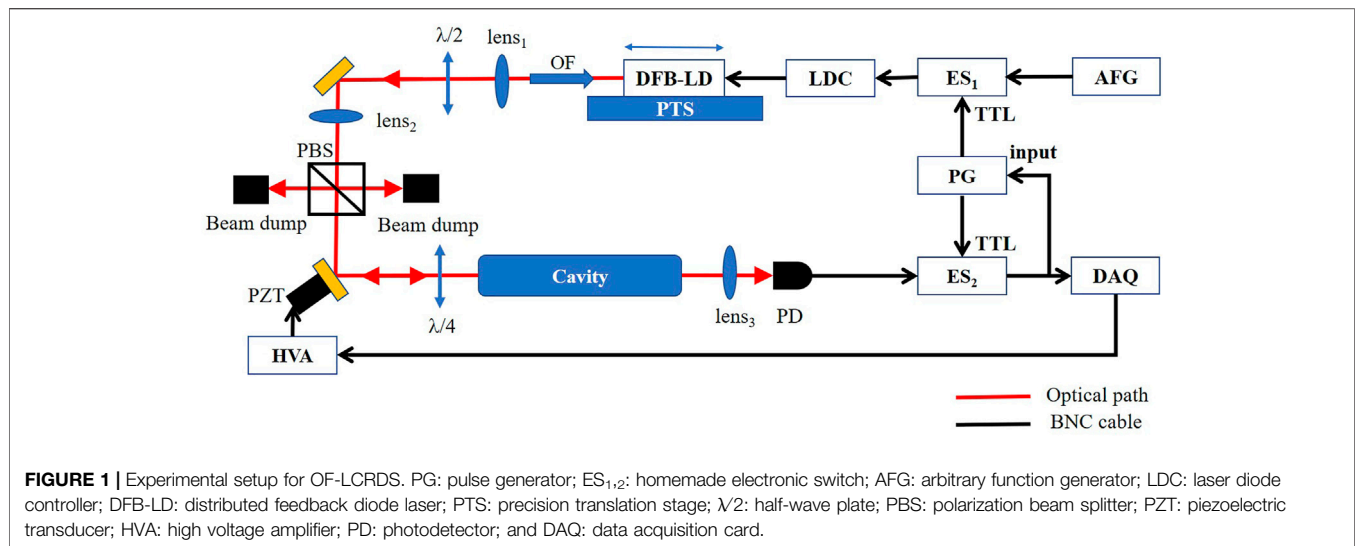 λ/2
lens₁
OF
DFB-LD
LDC
ES₁
AFG
PTS
lens₂
TTL
PBS
input
PG
Beam dump
Beam dump
TTL
PZT
Cavity
ES₂
DAQ
λ/4
lens₃
PD
HVA
Optical path
BNC cable
FIGURE 1 | Experimental setup for OF-LCRDS. PG: pulse generator; ES₁,₂: homemade electronic switch; AFG: arbitrary function generator; LDC: laser diode
controller; DFB-LD: distributed feedback diode laser; PTS: precision translation stage; λ/2: half-wave plate; PBS: polarization beam splitter; PZT: piezoelectric
transducer; HVA: high voltage amplifier; PD: photodetector; and DAQ: data acquisition card.